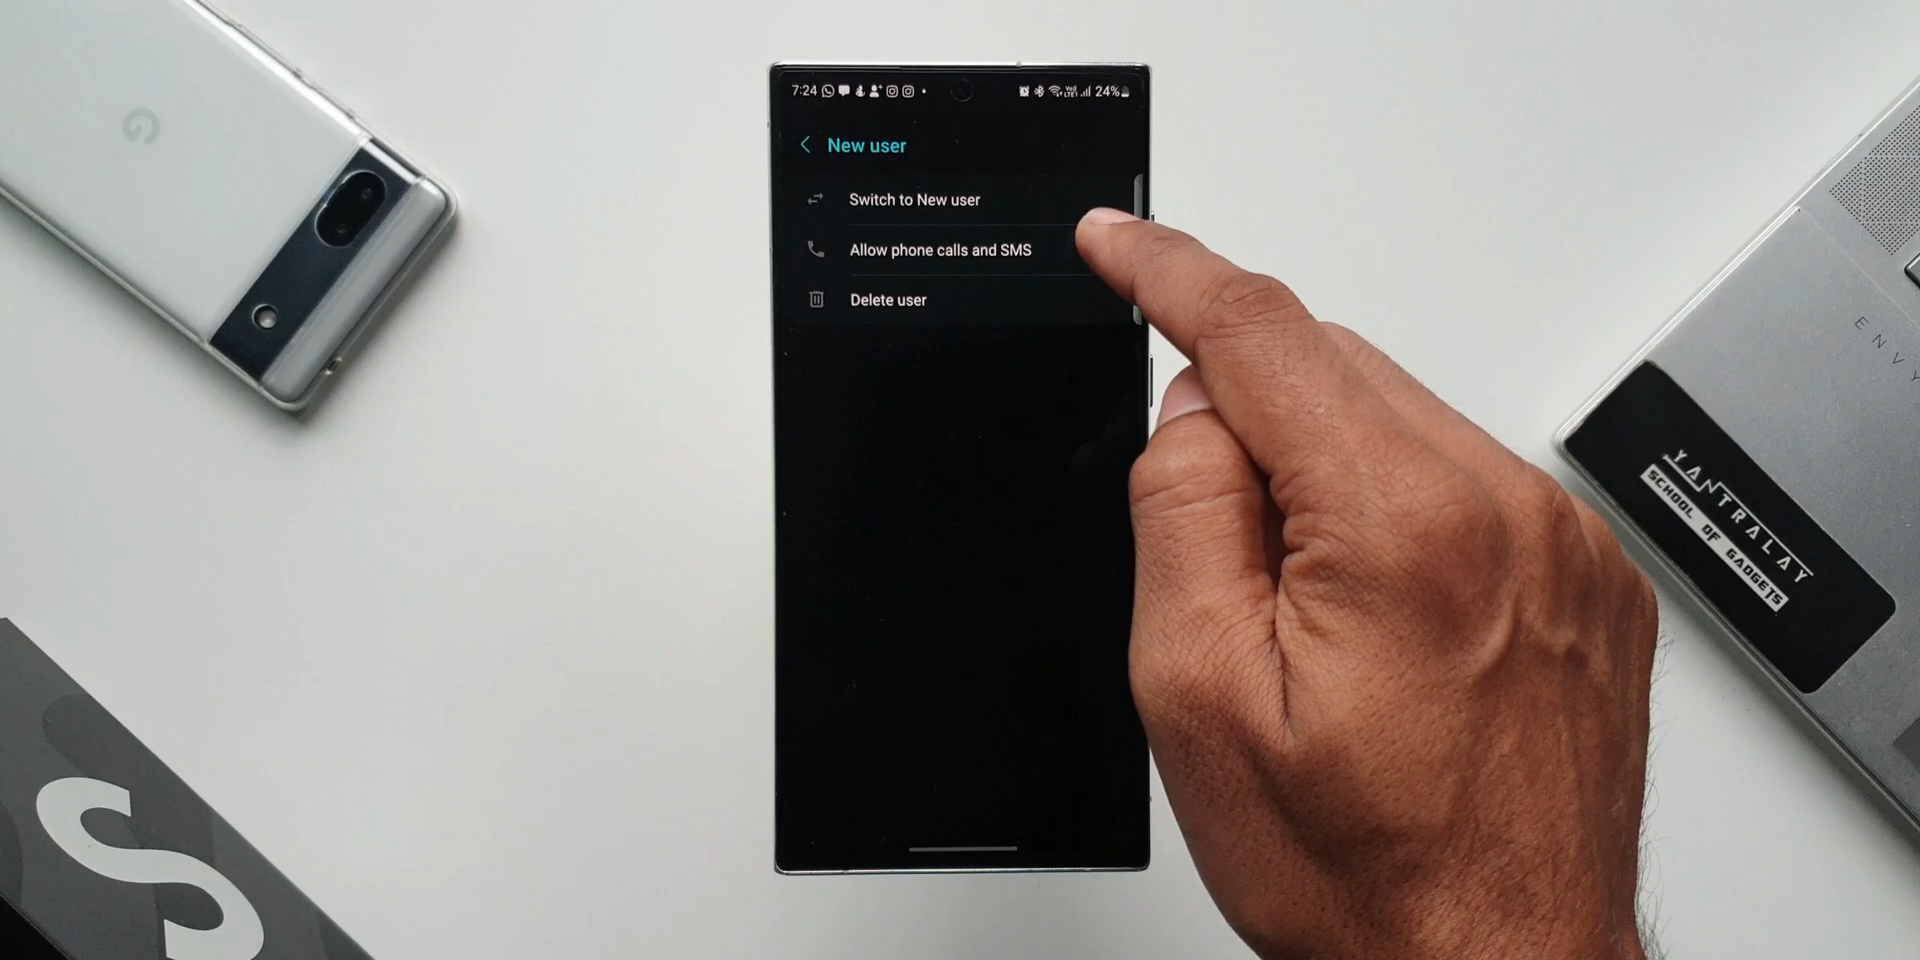 7:24
24%
New user
Switch to New user
Allow phone calls and SMS
Delete user
G
ENVY
YANTRALAY
SCHOOL OF GADGETS
S